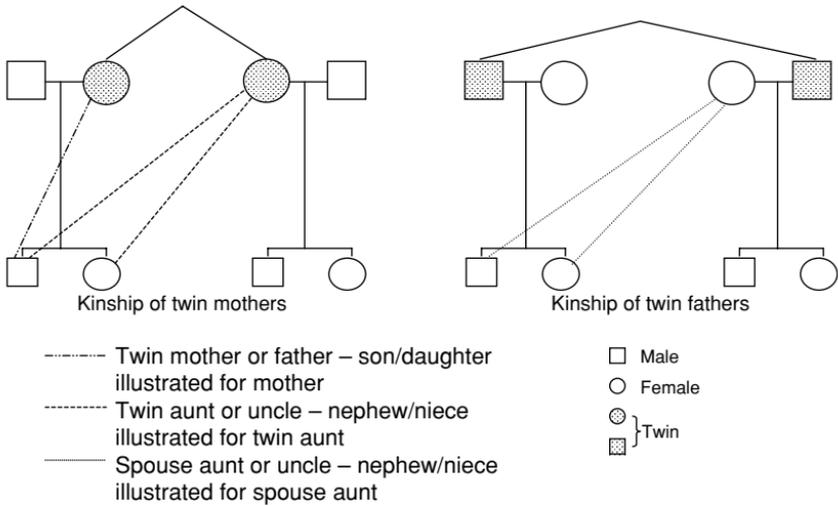 Kinship of twin mothers
Kinship of twin fathers
Twin mother or father – son/daughter
illustrated for mother
Twin aunt or uncle – nephew/niece
illustrated for twin aunt
Spouse aunt or uncle – nephew/niece
illustrated for spouse aunt
Male
Female
Twin